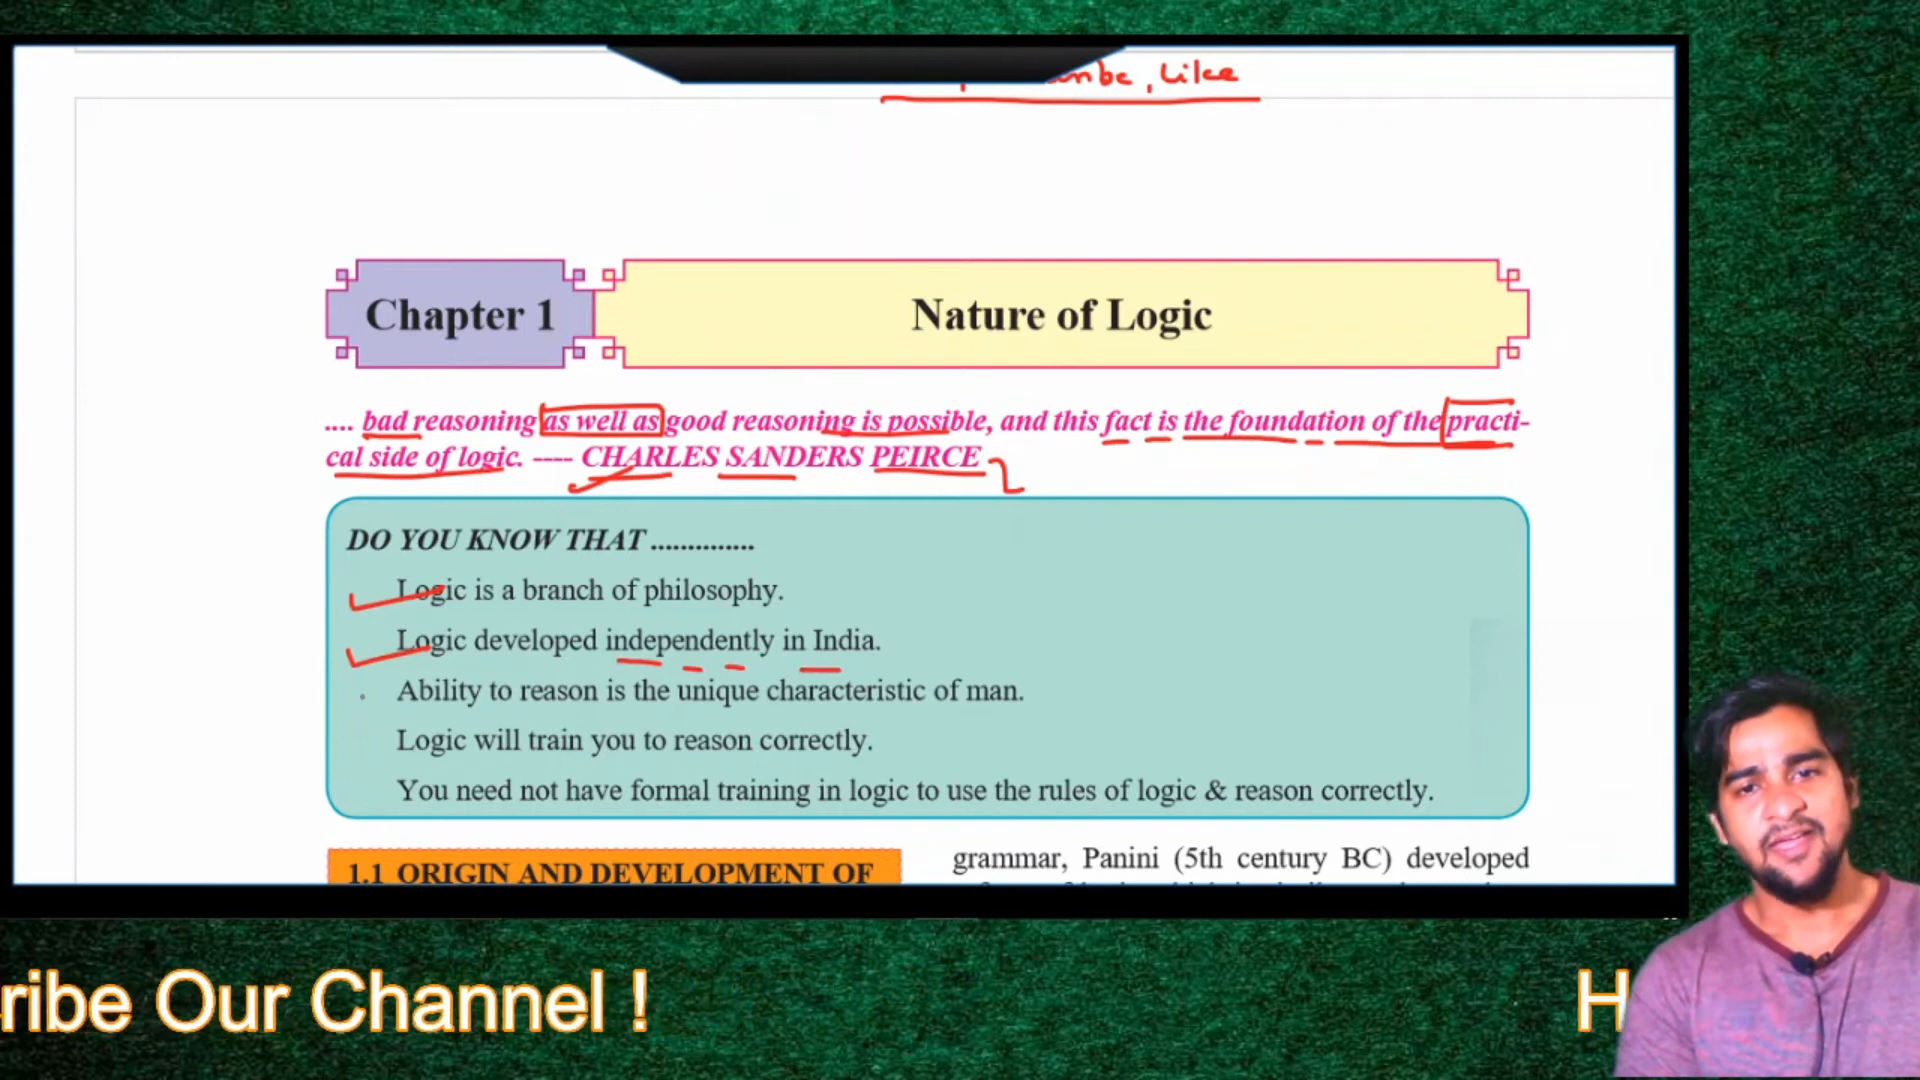 , Like
Chapter 1
Nature of Logic
.... bad reasoning as well as good reasoning is possible, and this fact is the foundation of the practi-
cal side of logic. ---- CHARLES SANDERS PEIRCE
DO YOU KNOW THAT ..............
Logic is a branch of philosophy.
Logic developed independently in India.
Ability to reason is the unique characteristic of man.
Logic will train you to reason correctly.
You need not have formal training in logic to use the rules of logic & reason correctly.
1.1 ORIGIN AND DEVELOPMENT OF
grammar, Panini (5th century BC) developed
ribe Our Channel !
H